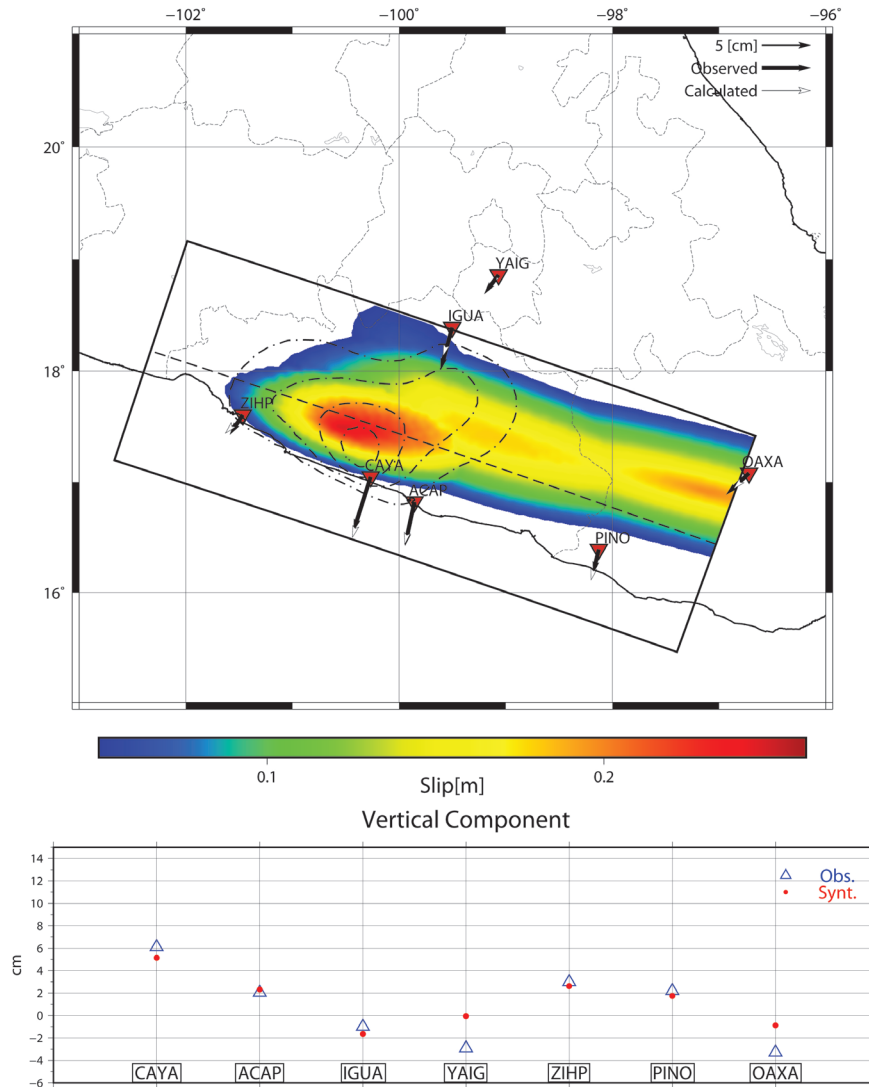 −102° −100° −98° −96°
5 [cm]
Observed
Calculated
20°
YAIG
IGUA
18°
ZIHP
CAYA
OAXA
ACAP
PINO
16°
0.1 0.2
Slip[m]
Vertical Component
14
12
10
8
6
4
2
0
−2
−4
−6
cm
Obs.
Synt.
CAYA ACAP IGUA YAIG ZIHP PINO OAXA